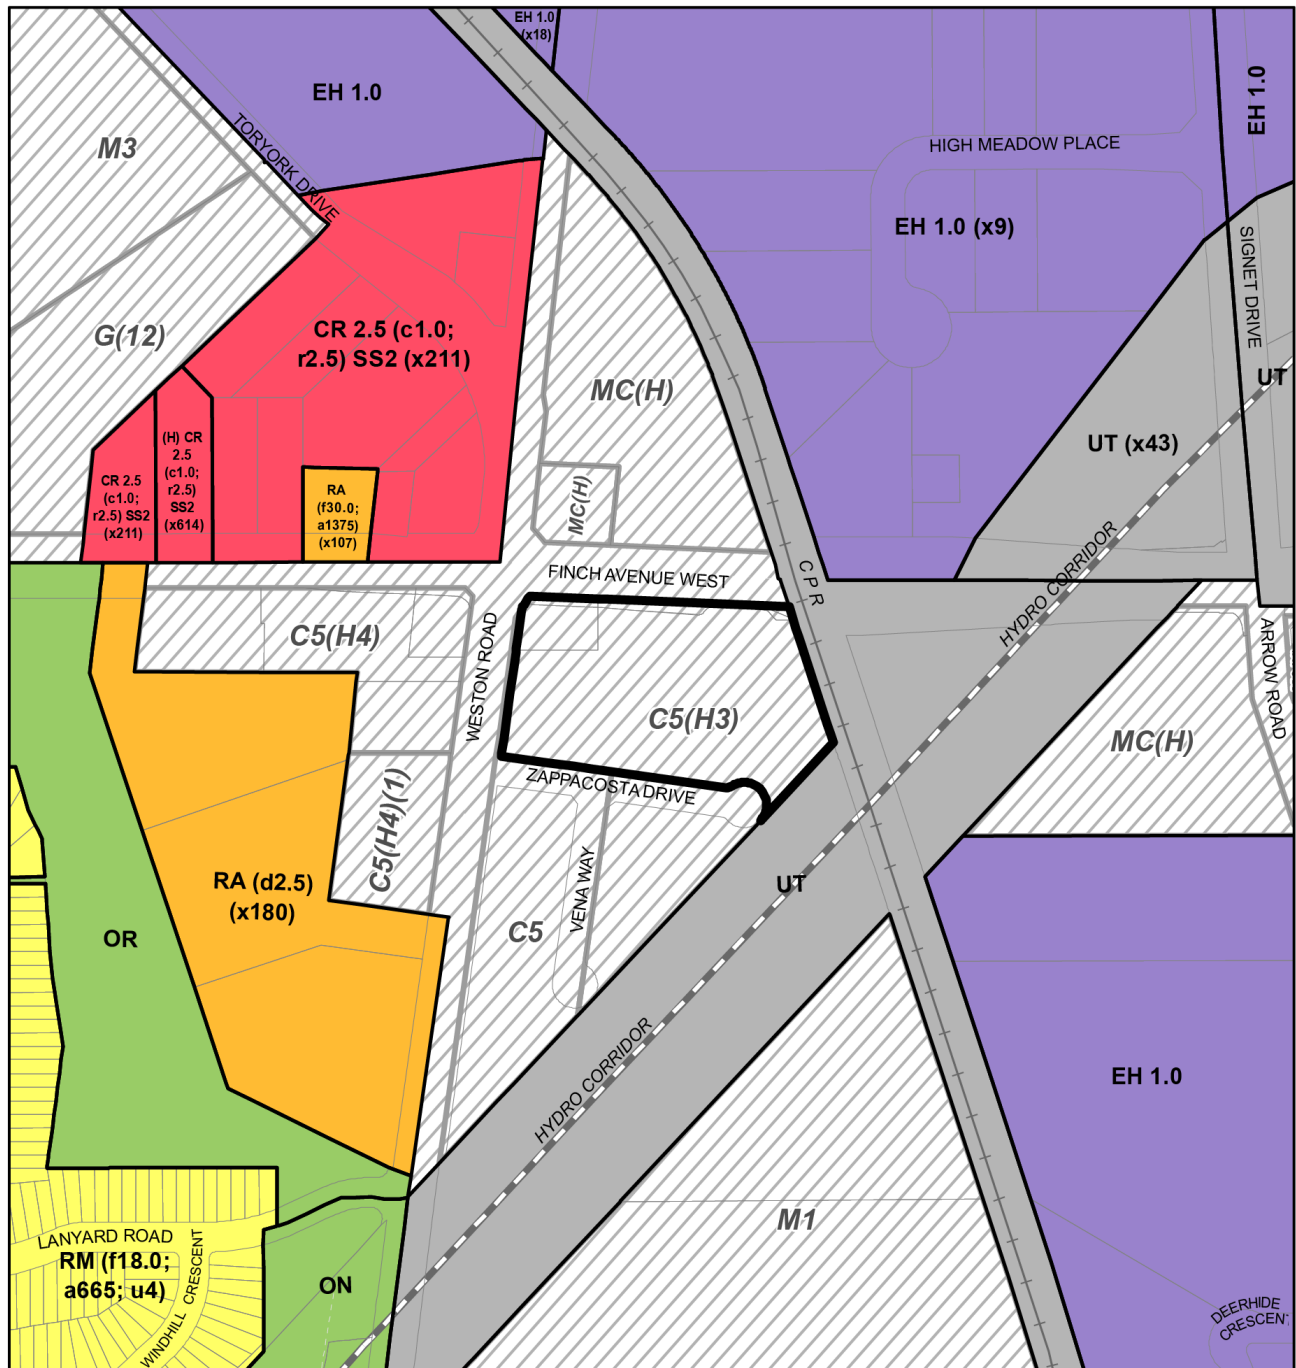 EH 1.0
(x18)
EH 1.0
EH 1.0
M3
TORYORK DRIVE
HIGH MEADOW PLACE
EH 1.0 (x9)
SIGNET DRIVE
G(12)
CR 2.5 (c1.0;
r2.5) SS2 (x211)
MC(H)
UT
UT (x43)
(H) CR
2.5
(c1.0;
r2.5)
SS2
(x614)
CR 2.5
(c1.0;
r2.5) SS2
(x211)
RA
(f30.0;
a1375)
(x107)
MC(H)
FINCH AVENUE WEST
CPR
HYDRO CORRIDOR
C5(H4)
WESTON ROAD
C5(H3)
ARROW ROAD
MC(H)
ZAPPACOSTA DRIVE
C5(H4)(1)
RA (d2.5)
(x180)
UT
VENA WAY
C5
OR
HYDRO CORRIDOR
EH 1.0
M1
LANYARD ROAD
RM (f18.0;
a665; u4)
WINDHILL CRESCENT
ON
DEERHIDE
CRESCENT